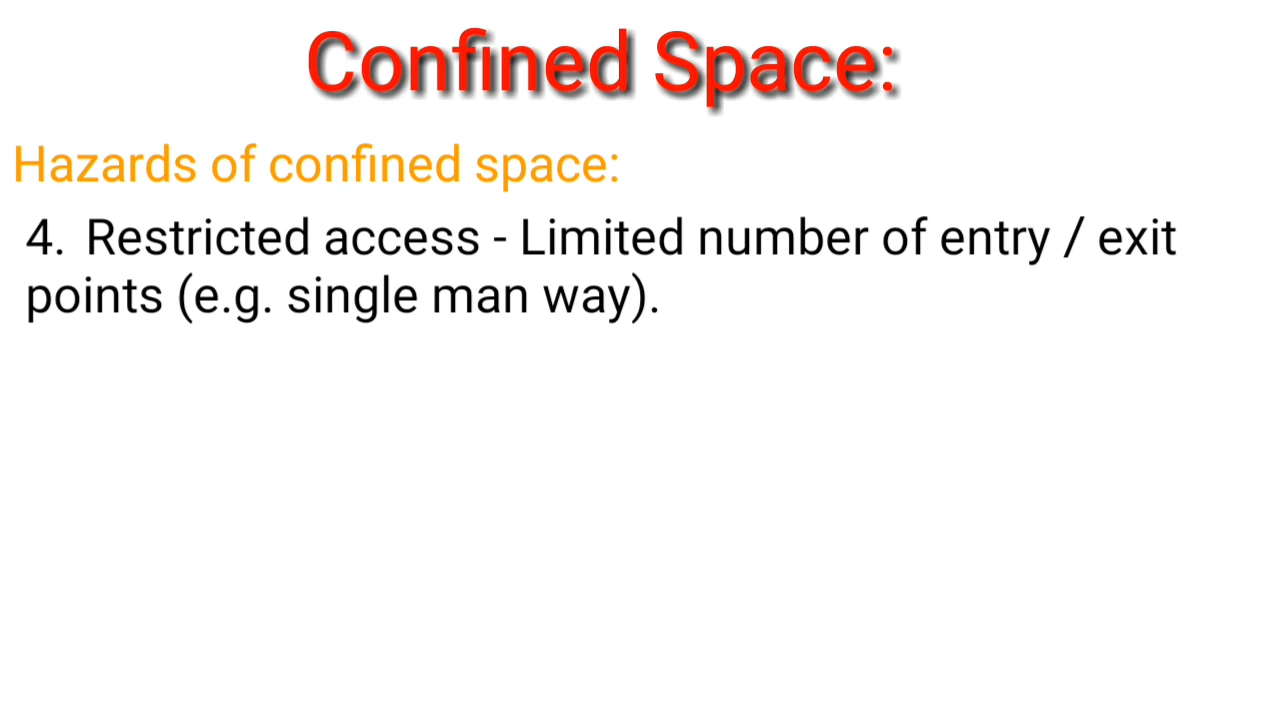 Confined Space:
Hazards of confined space:
4. Restricted access - Limited number of entry / exit
points (e.g. single man way).